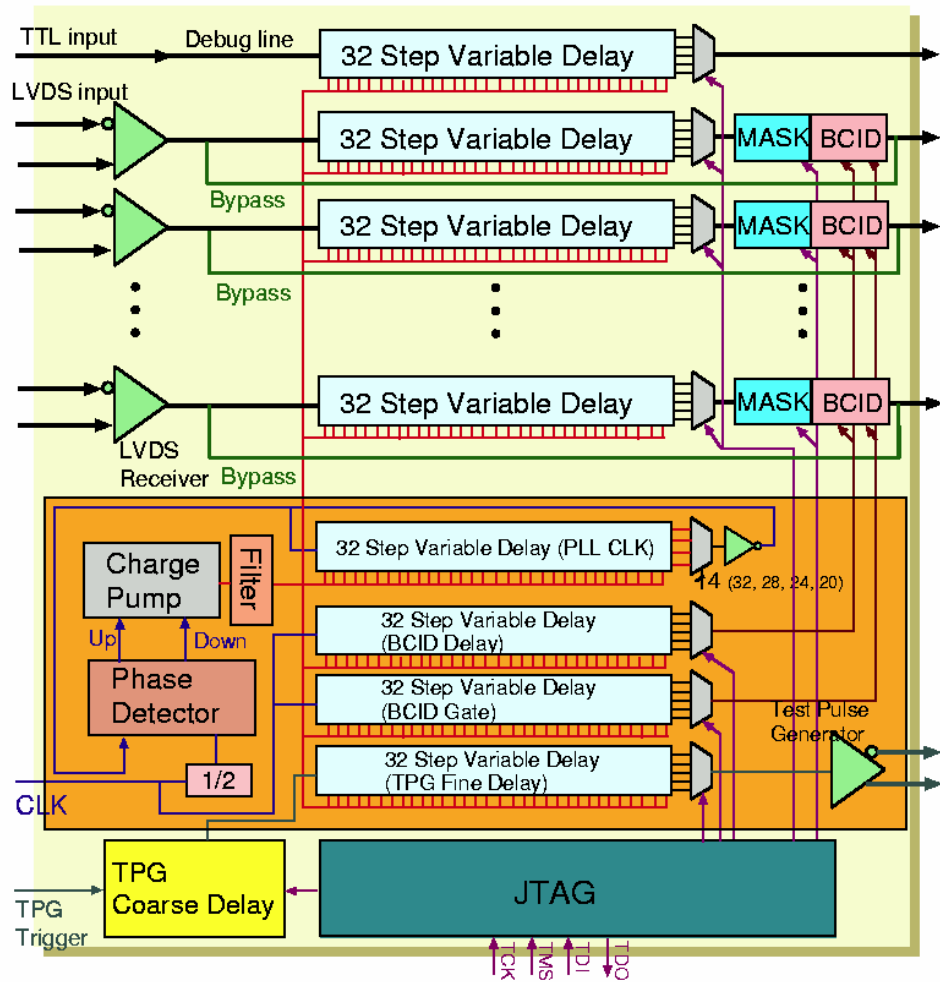 TTL input
Debug line
32 Step Variable Delay
LVDS input
32 Step Variable Delay
MASK
BCID
Bypass
32 Step Variable Delay
MASK
BCID
Bypass
32 Step Variable Delay
MASK
BCID
LVDS
Receiver
Bypass
32 Step Variable Delay (PLL CLK)
4 (32, 28, 24, 20)
Charge
Pump
Filter
Up
Down
32 Step Variable Delay
(BCID Delay)
Phase
Detector
32 Step Variable Delay
(BCID Gate)
Test Pulse
Generator
1/2
32 Step Variable Delay
(TPG Fine Delay)
CLK
TPG
Coarse Delay
JTAG
TPG
Trigger
TCK
TMS
TDI
TDO